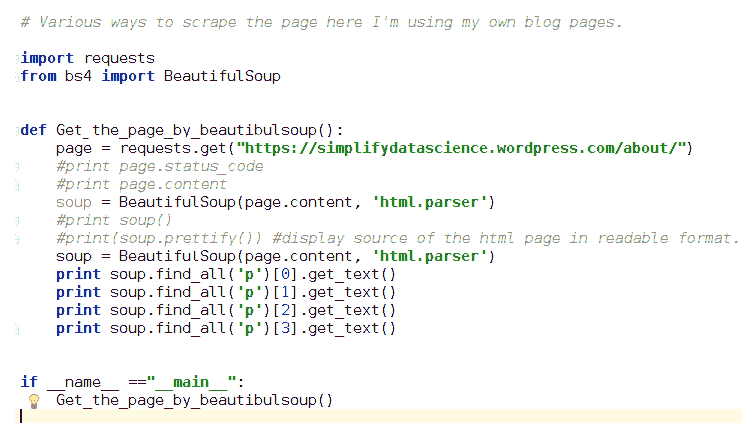 # Various ways to scrape the page here I'm using my own blog pages.
import requests
from bs4 import BeautifulSoup
def Get_the_page_by_beautibulsoup():
    page = requests.get("https://simplifydatascience.wordpress.com/about/")
    #print page.status_code
    #print page.content
    soup = BeautifulSoup(page.content, 'html.parser')
    #print soup()
    #print(soup.prettify()) #display source of the html page in readable format.
    soup = BeautifulSoup(page.content, 'html.parser')
    print soup.find_all('p')[0].get_text()
    print soup.find_all('p')[1].get_text()
    print soup.find_all('p')[2].get_text()
    print soup.find_all('p')[3].get_text()
if __name__ =="__main__":
    Get_the_page_by_beautibulsoup()